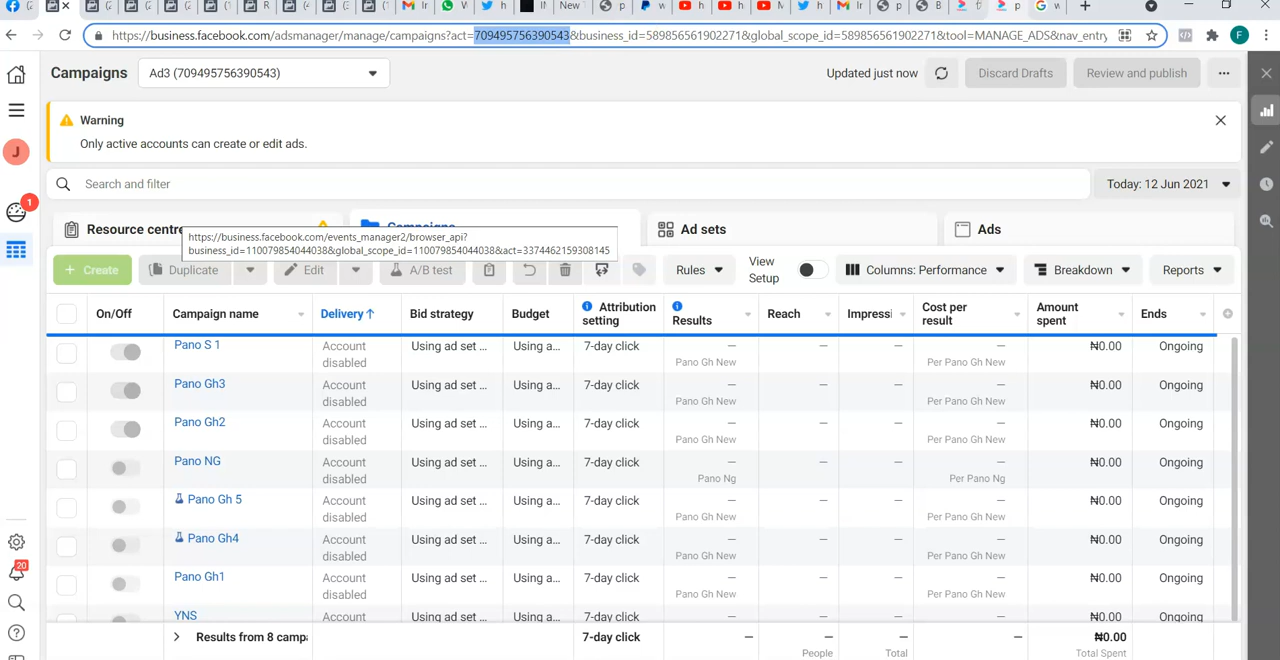 https://business.facebook.com/adsmanager/manage/campaigns?act=709495756390543&business_id=589856561902271&global_scope_id=589856561902271&tool=MANAGE_ADS&nav_entry
F
Campaigns
Ad3 (709495756390543)
Updated just now
Discard Drafts
Review and publish
Warning
Only active accounts can create or edit ads.
J
1
Search and filter
Today: 12 Jun 2021
Resource centre
Campaigns
Ad sets
Ads
https://business.facebook.com/events_manager2/browser_api?
business_id=110079854044038&global_scope_id=110079854044038&act=3374462159308145
+ Create
Duplicate
Edit
A/B test
Rules
View
Setup
Columns: Performance
Breakdown
Reports
On/Off
Campaign name
Delivery↑
Bid strategy
Budget
Attribution
setting
Results
Reach
Impressi
Cost per
result
Amount
spent
Ends
Pano S 1
Account
disabled
Using ad set ...
Using a...
7-day click
—
Pano Gh New
—
—
—
Per Pano Gh New
₦0.00
Ongoing
Pano Gh3
Account
disabled
Using ad set ...
Using a...
7-day click
—
Pano Gh New
—
—
—
Per Pano Gh New
₦0.00
Ongoing
Pano Gh2
Account
disabled
Using ad set ...
Using a...
7-day click
—
Pano Gh New
—
—
—
Per Pano Gh New
₦0.00
Ongoing
Pano NG
Account
disabled
Using ad set ...
Using a...
7-day click
—
Pano Ng
—
—
—
Per Pano Ng
₦0.00
Ongoing
Pano Gh 5
Account
disabled
Using ad set ...
Using a...
7-day click
—
Pano Gh New
—
—
—
Per Pano Gh New
₦0.00
Ongoing
Pano Gh4
Account
disabled
Using ad set ...
Using a...
7-day click
—
Pano Gh New
—
—
—
Per Pano Gh New
₦0.00
Ongoing
Pano Gh1
Account
disabled
Using ad set ...
Using a...
7-day click
—
Pano Gh New
—
—
—
Per Pano Gh New
₦0.00
Ongoing
YNS
Account
Using ad set ...
Using a...
7-day click
—
—
—
—
₦0.00
Ongoing
20
Results from 8 campa
7-day click
—
—
People
—
Total
—
₦0.00
Total Spent